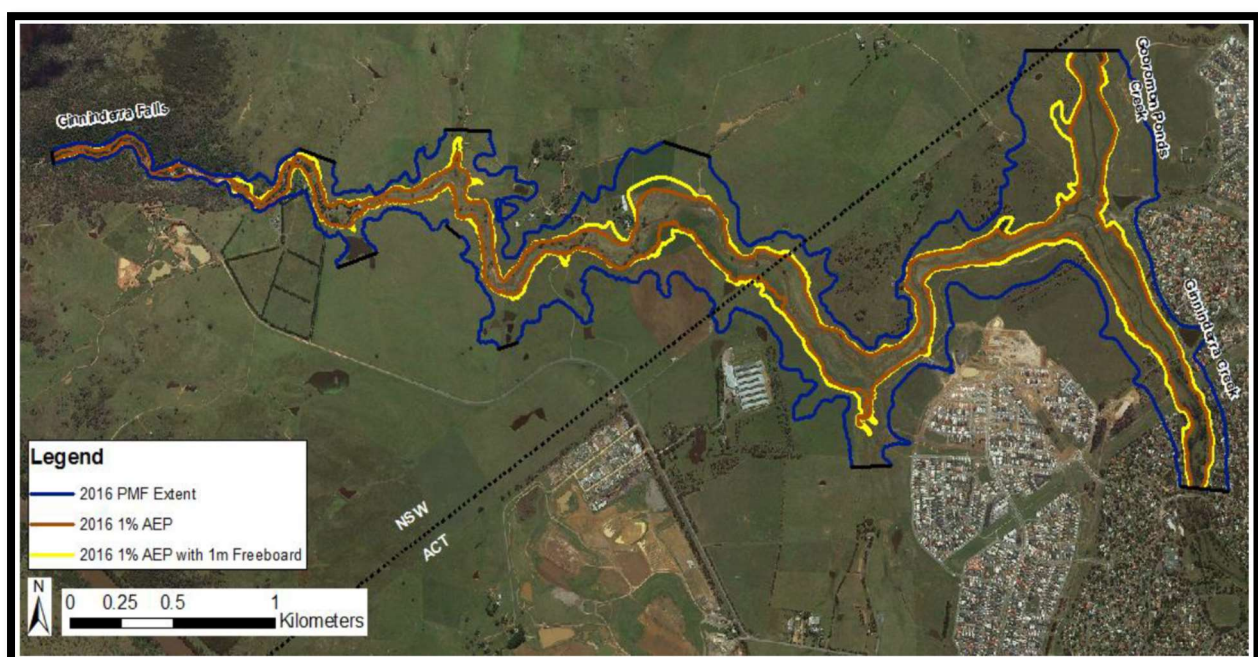 Ginninderra Falls
Gooromon Ponds
Creek
Ginninderra Creek
NSW
ACT
Legend
2016 PMF Extent
2016 1% AEP
2016 1% AEP with 1m Freeboard
N
0 0.25 0.5 1
Kilometers